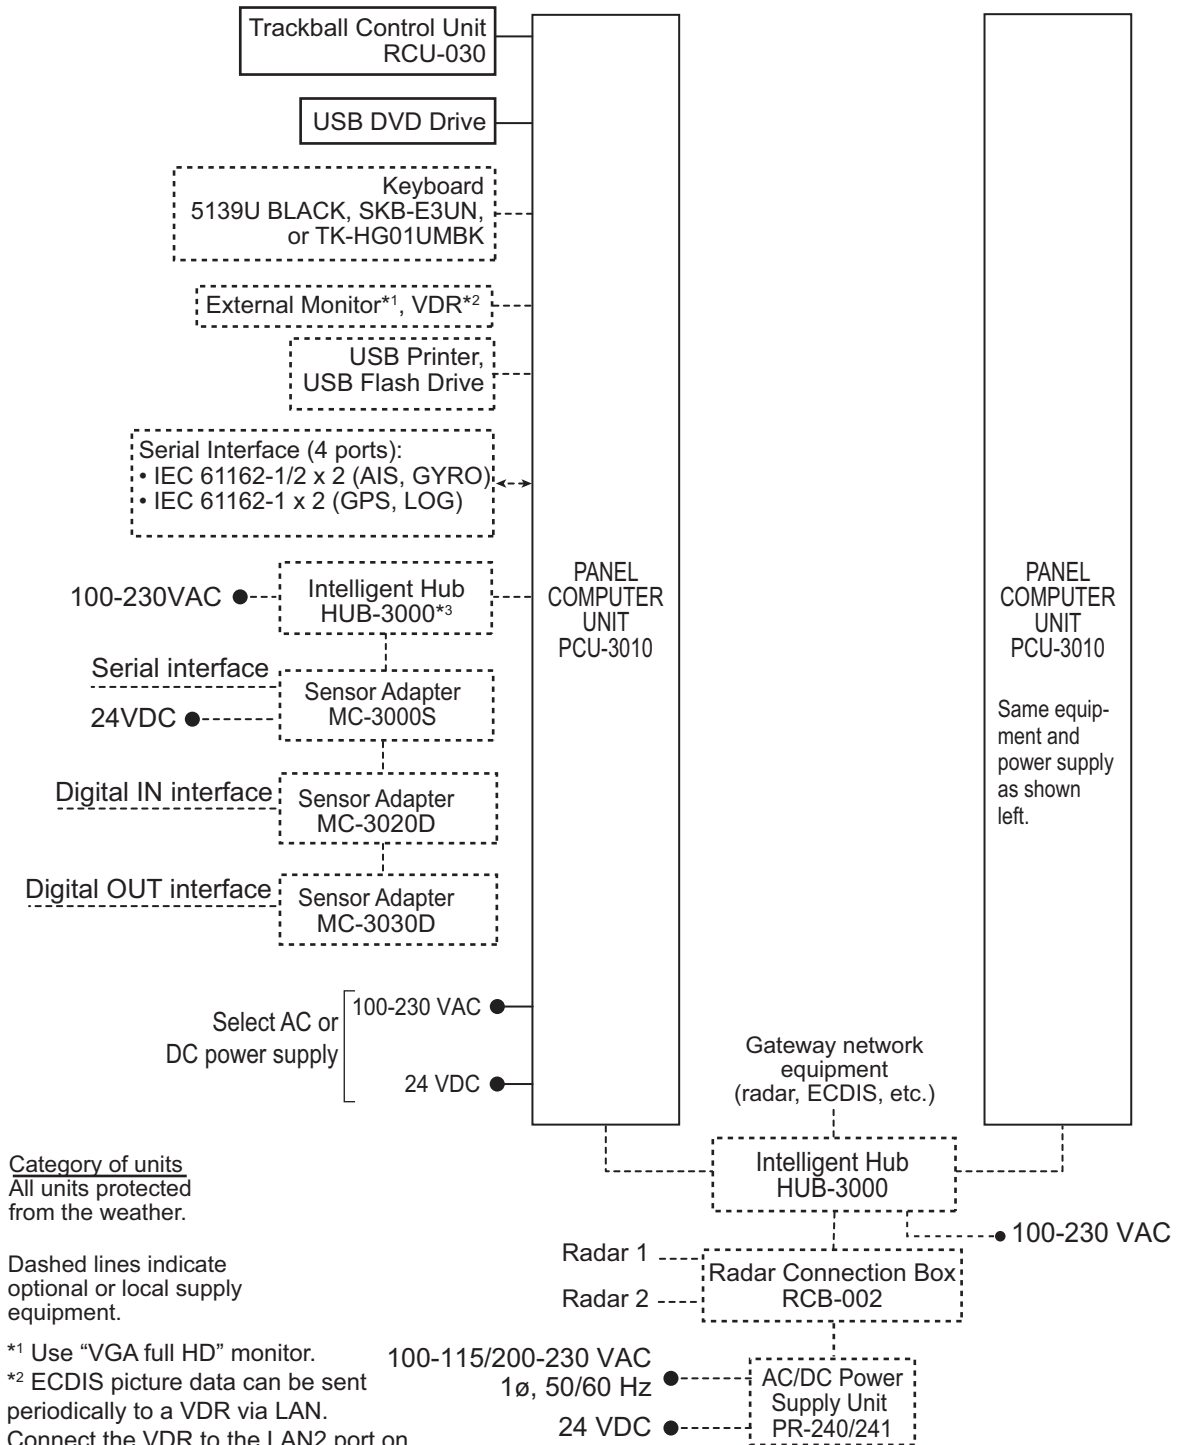 Trackball Control Unit
RCU-030
USB DVD Drive
Keyboard
5139U BLACK, SKB-E3UN,
or TK-HG01UMBK
External Monitor*1, VDR*2
USB Printer,
USB Flash Drive
Serial Interface (4 ports):
• IEC 61162-1/2 x 2 (AIS, GYRO)
• IEC 61162-1 x 2 (GPS, LOG)
100-230VAC
Intelligent Hub
HUB-3000*3
Serial interface
24VDC
Sensor Adapter
MC-3000S
Digital IN interface
Sensor Adapter
MC-3020D
Digital OUT interface
Sensor Adapter
MC-3030D
Select AC or
DC power supply
100-230 VAC
24 VDC
PANEL
COMPUTER
UNIT
PCU-3010
PANEL
COMPUTER
UNIT
PCU-3010
Same equip-
ment and
power supply
as shown
left.
Gateway network
equipment
(radar, ECDIS, etc.)
Intelligent Hub
HUB-3000
100-230 VAC
Radar 1
Radar 2
Radar Connection Box
RCB-002
100-115/200-230 VAC
1ø, 50/60 Hz
24 VDC
AC/DC Power
Supply Unit
PR-240/241
Category of units
All units protected
from the weather.
Dashed lines indicate
optional or local supply
equipment.
*1 Use “VGA full HD” monitor.
*2 ECDIS picture data can be sent
periodically to a VDR via LAN.
Connect the VDR to the LAN2 port on